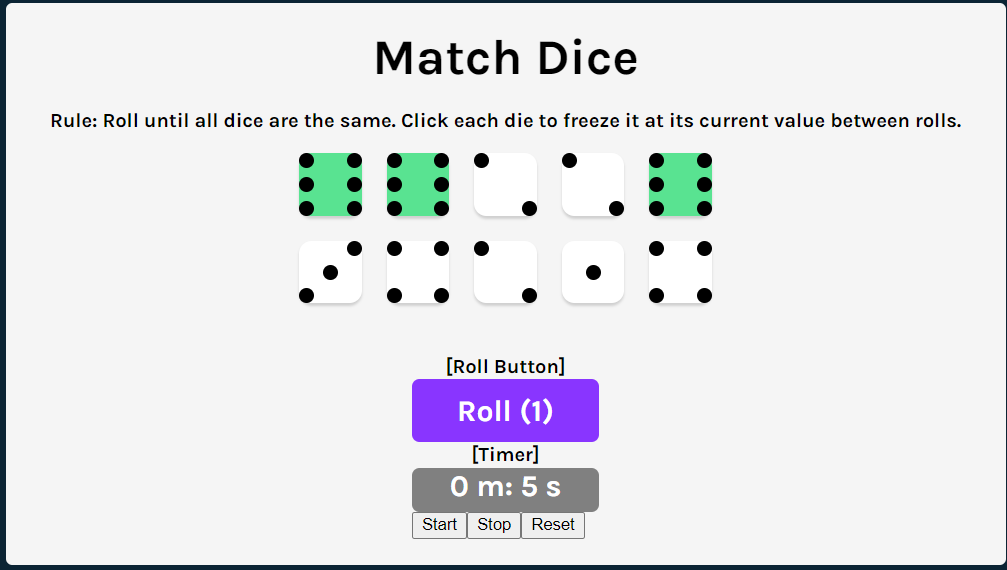 Match Dice
Rule: Roll until all dice are the same. Click each die to freeze it at its current value between rolls.
[Roll Button]
Roll (1)
[Timer]
0 m: 5 s
Start Stop Reset